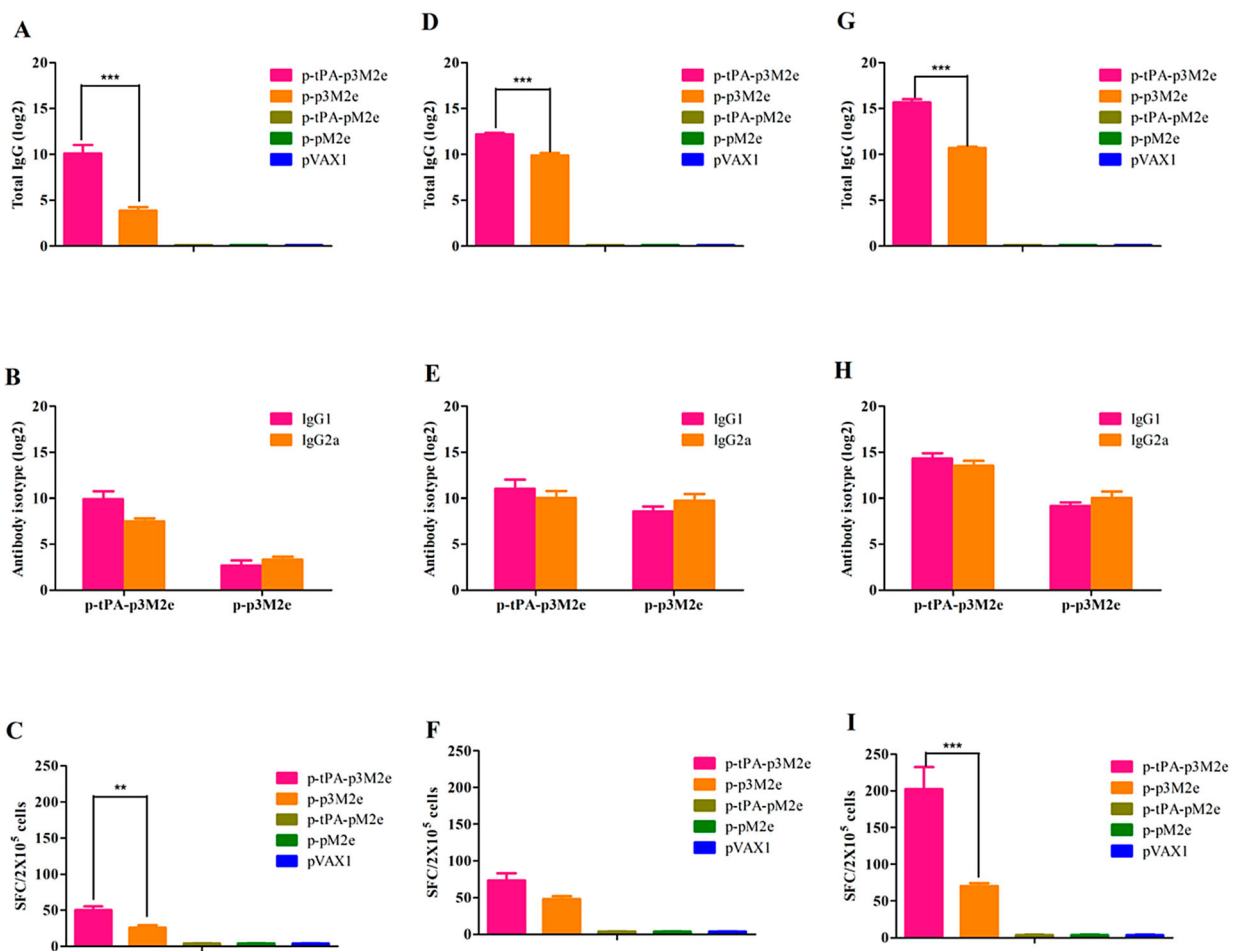 A
Total IgG (log2)
20
15
10
5
0
***
p-tPA-p3M2e
p-p3M2e
p-tPA-pM2e
p-pM2e
pVAX1
D
Total IgG (log2)
20
15
10
5
0
***
p-tPA-p3M2e
p-p3M2e
p-tPA-pM2e
p-pM2e
pVAX1
G
Total IgG (log2)
20
15
10
5
0
***
p-tPA-p3M2e
p-p3M2e
p-tPA-pM2e
p-pM2e
pVAX1
B
Antibody isotype (log2)
20
15
10
5
0
IgG1
IgG2a
p-tPA-p3M2e
p-p3M2e
E
Antibody isotype (log2)
20
15
10
5
0
IgG1
IgG2a
p-tPA-p3M2e
p-p3M2e
H
Antibody isotype (log2)
20
15
10
5
0
IgG1
IgG2a
p-tPA-p3M2e
p-p3M2e
C
SFC/2X10⁵ cells
250
200
150
100
50
0
**
p-tPA-p3M2e
p-p3M2e
p-tPA-pM2e
p-pM2e
pVAX1
F
SFC/2X10⁵ cells
250
200
150
100
50
0
p-tPA-p3M2e
p-p3M2e
p-tPA-pM2e
p-pM2e
pVAX1
I
SFC/2X10⁵ cells
250
200
150
100
50
0
***
p-tPA-p3M2e
p-p3M2e
p-tPA-pM2e
p-pM2e
pVAX1